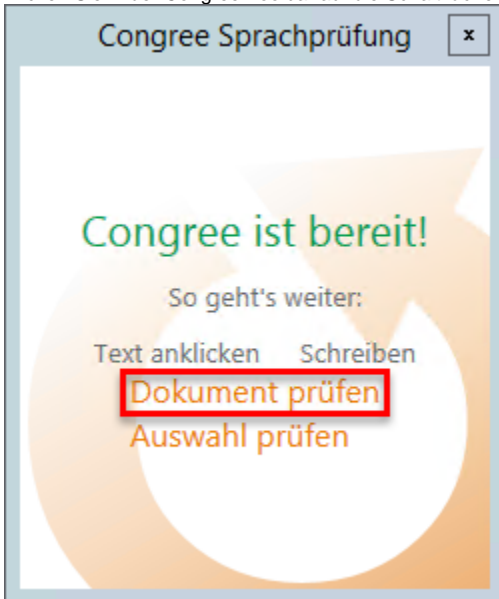 Congree Sprachprüfung x
Congree ist bereit!
So geht's weiter:
Text anklicken Schreiben
Dokument prüfen
Auswahl prüfen